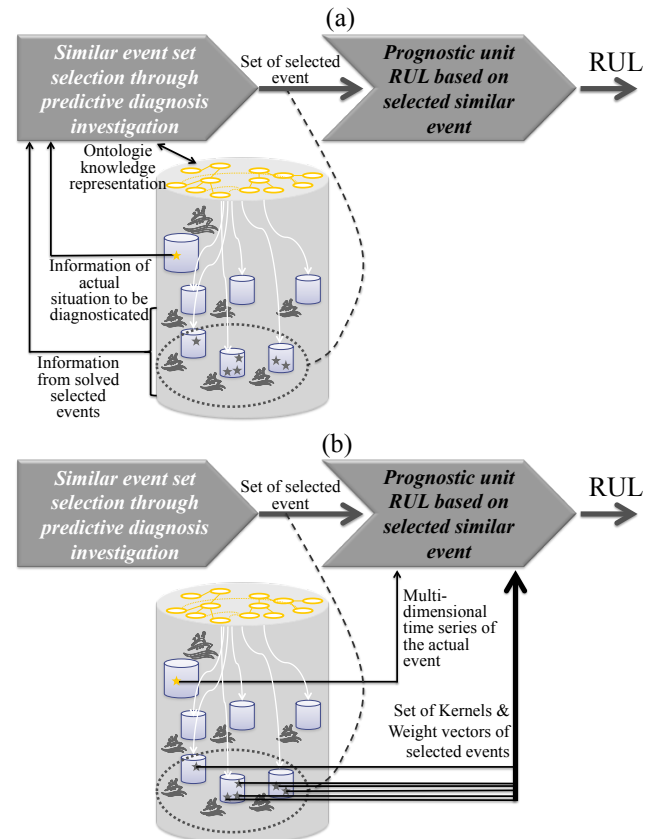 (a)
Similar event set
selection through
predictive diagnosis
investigation
Set of selected
event
Prognostic unit
RUL based on
selected similar
event
RUL
Ontologie knowledge
representation
Information of
actual
situation to be
diagnosticated
Information
from solved
selected
events
(b)
Similar event set
selection through
predictive diagnosis
investigation
Set of selected
event
Prognostic unit
RUL based on
selected similar
event
RUL
Multi-
dimensional
time series of
the actual
event
Set of Kernels &
Weight vectors of
selected events